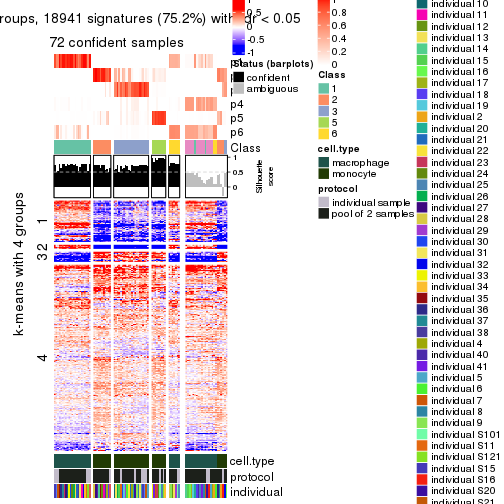 roups, 18941 signatures (75.2%) with
72 confident samples
or < 0.05
p4
p5
p6
Class
1
0.5
0
Silhouette
score
k-means with 4 groups
1
2
3
4
cell.type
protocol
individual
0.5
0
-0.5
-1
Status (barplots)
confident
ambiguous
0.8
0.6
0.4
0.2
0
Class
1
2
3
5
6
cell.type
macrophage
monocyte
protocol
individual sample
pool of 2 samples
individual 10
individual 11
individual 12
individual 13
individual 14
individual 15
individual 16
individual 17
individual 18
individual 19
individual 2
individual 20
individual 21
individual 22
individual 23
individual 24
individual 25
individual 26
individual 27
individual 28
individual 29
individual 30
individual 31
individual 32
individual 33
individual 34
individual 35
individual 36
individual 37
individual 38
individual 4
individual 40
individual 41
individual 5
individual 6
individual 7
individual 8
individual 9
individual S101
individual S11
individual S121
individual S15
individual S16
individual S20
individual S21